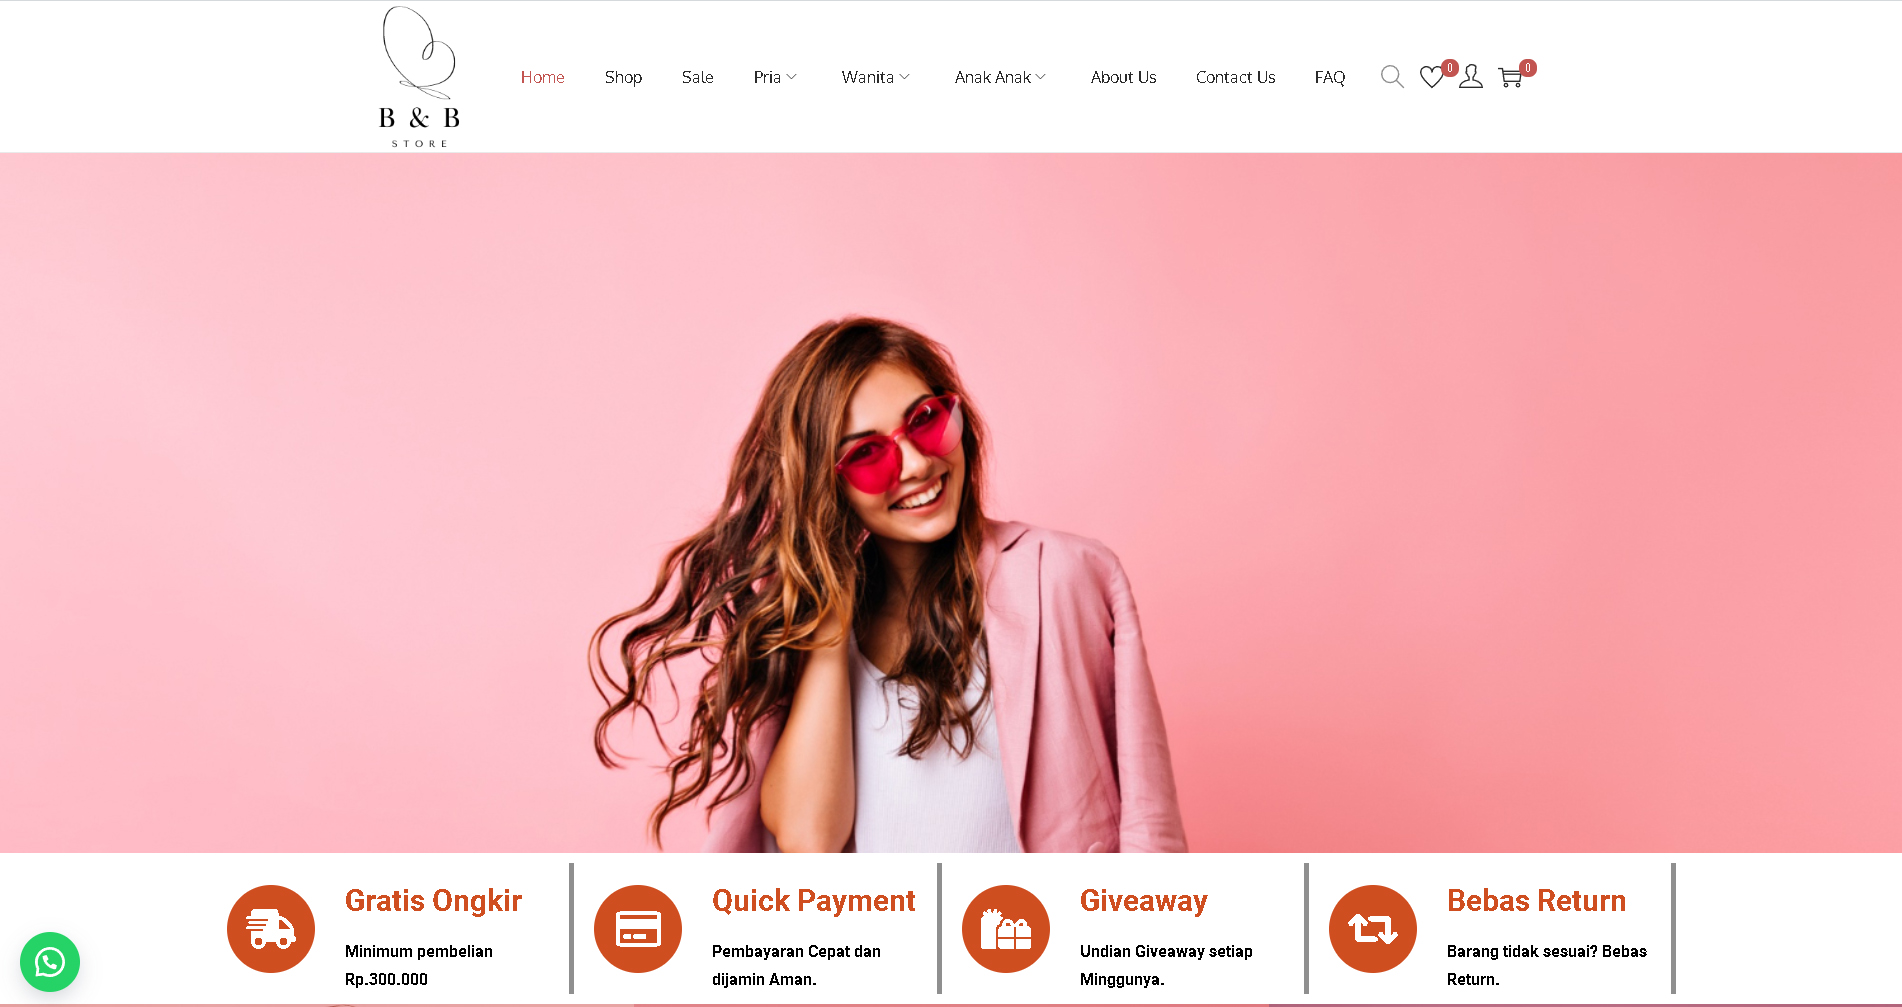 B & B
STORE
Home Shop Sale Pria Wanita Anak Anak About Us Contact Us FAQ 0 0
Gratis Ongkir
Minimum pembelian
Rp.300.000
Quick Payment
Pembayaran Cepat dan
dijamin Aman.
Giveaway
Undian Giveaway setiap
Minggunya.
Bebas Return
Barang tidak sesuai? Bebas
Return.